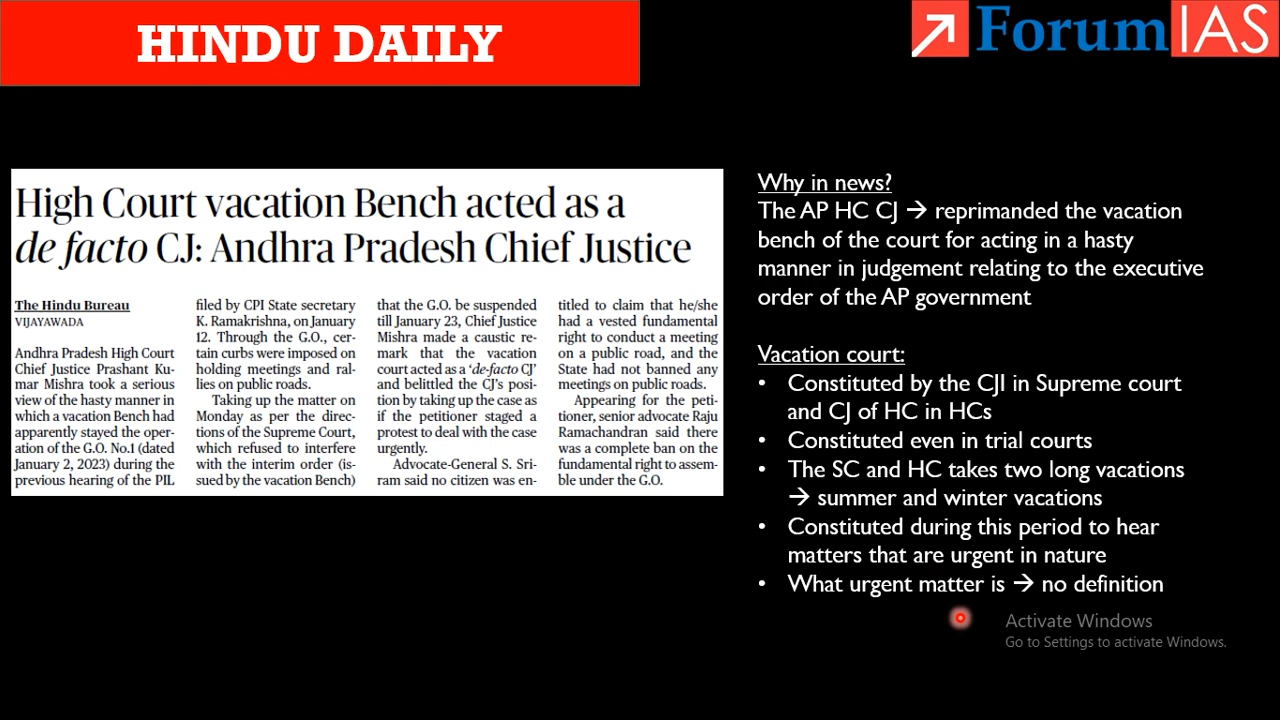 HINDU DAILY
ForumIAS
High Court vacation Bench acted as a
de facto CJ: Andhra Pradesh Chief Justice
The Hindu Bureau
VIJAYAWADA
Andhra Pradesh High Court
Chief Justice Prashant Ku-
mar Mishra took a serious
view of the hasty manner in
which a vacation Bench had
apparently stayed the oper-
ation of the G.O. No.1 (dated
January 2, 2023) during the
previous hearing of the PIL
filed by CPI State secretary
K. Ramakrishna, on January
12. Through the G.O., cer-
tain curbs were imposed on
holding meetings and ral-
lies on public roads.
Taking up the matter on
Monday as per the direc-
tions of the Supreme Court,
which refused to interfere
with the interim order (is-
sued by the vacation Bench)
that the G.O. be suspended
till January 23, Chief Justice
Mishra made a caustic re-
mark that the vacation
court acted as a ‘de-facto CJ’
and belittled the CJ’s posi-
tion by taking up the case as
if the petitioner staged a
protest to deal with the case
urgently.
Advocate-General S. Sri-
ram said no citizen was en-
titled to claim that he/she
had a vested fundamental
right to conduct a meeting
on a public road, and the
State had not banned any
meetings on public roads.
Appearing for the peti-
tioner, senior advocate Raju
Ramachandran said there
was a complete ban on the
fundamental right to assem-
ble under the G.O.
Why in news?
The AP HC CJ → reprimanded the vacation
bench of the court for acting in a hasty
manner in judgement relating to the executive
order of the AP government
Vacation court:
• Constituted by the CJI in Supreme court
and CJ of HC in HCs
• Constituted even in trial courts
• The SC and HC takes two long vacations
→ summer and winter vacations
• Constituted during this period to hear
matters that are urgent in nature
• What urgent matter is → no definition
Activate Windows
Go to Settings to activate Windows.